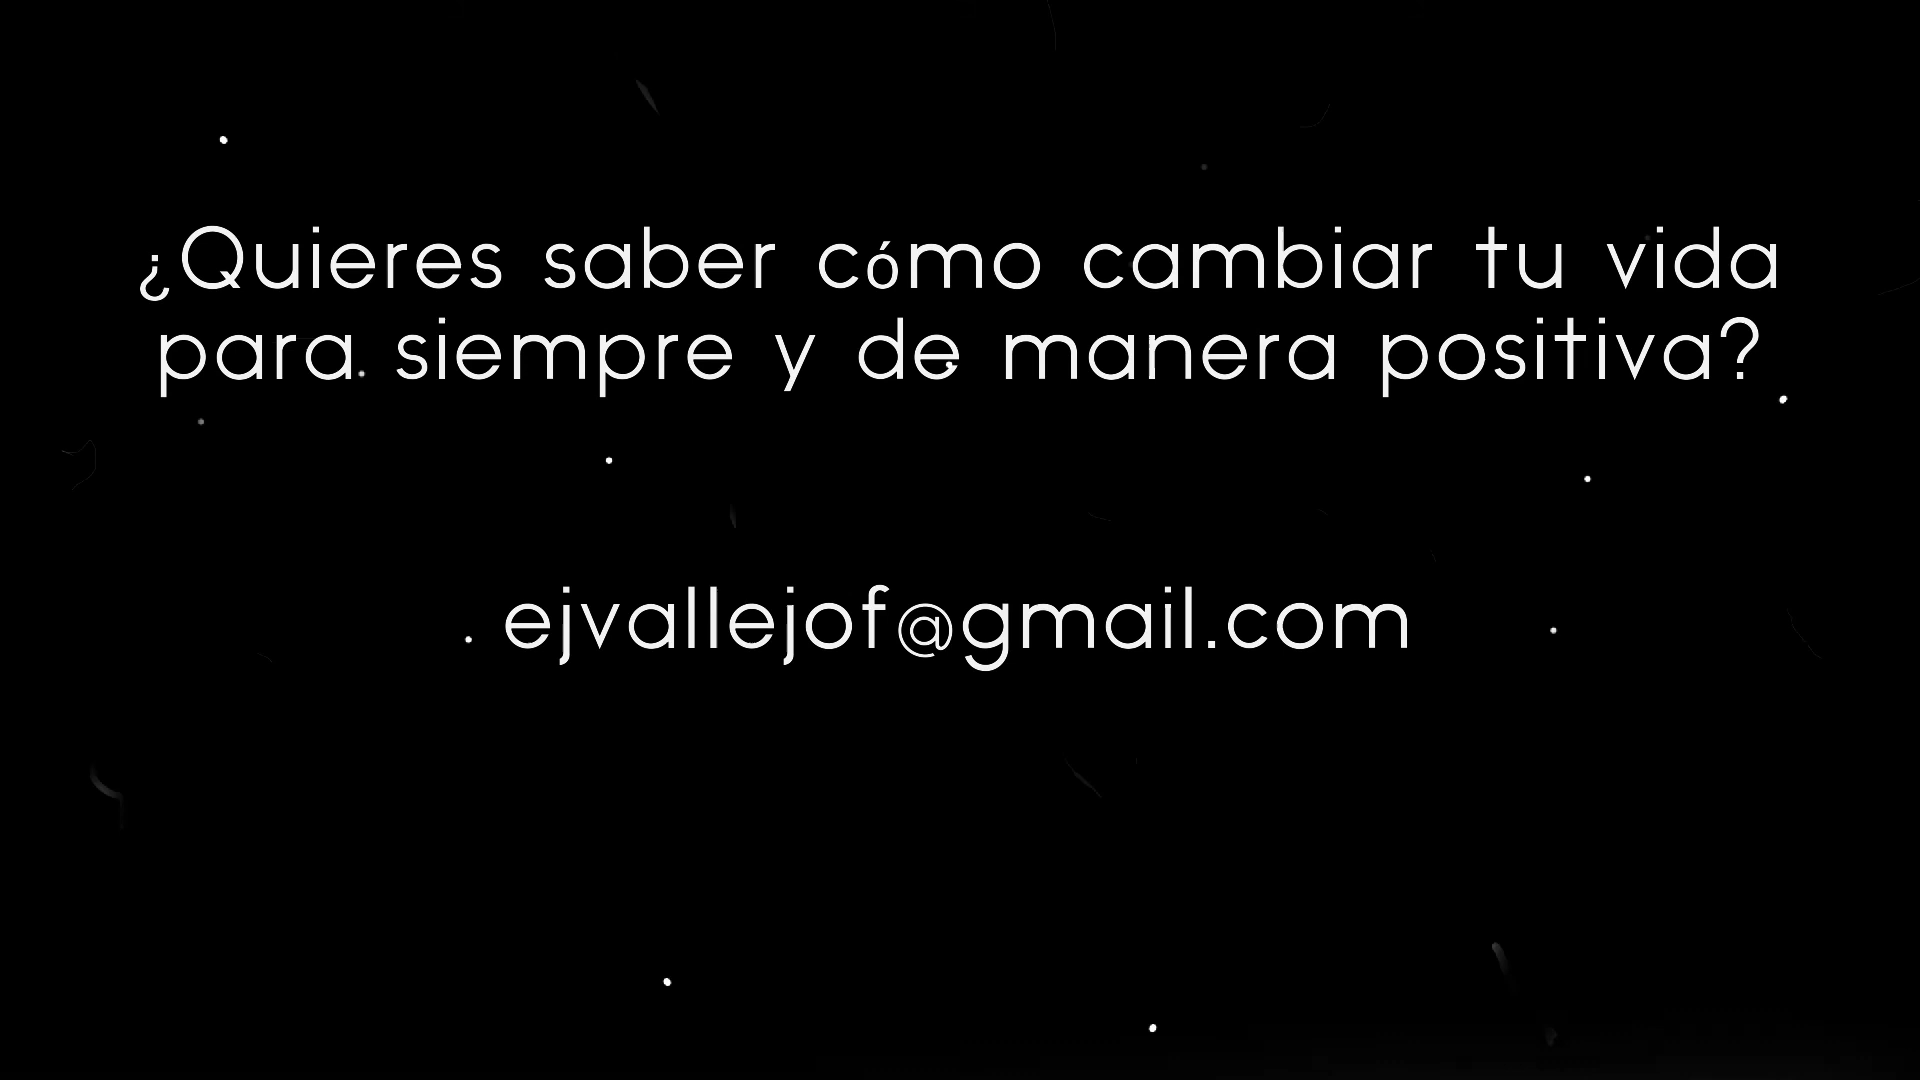 ¿Quieres saber cómo cambiar tu vida
para siempre y de manera positiva?
ejvallejof@gmail.com